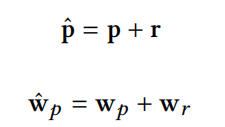 p̂ = p + r
ŵ_p = w_p + w_r